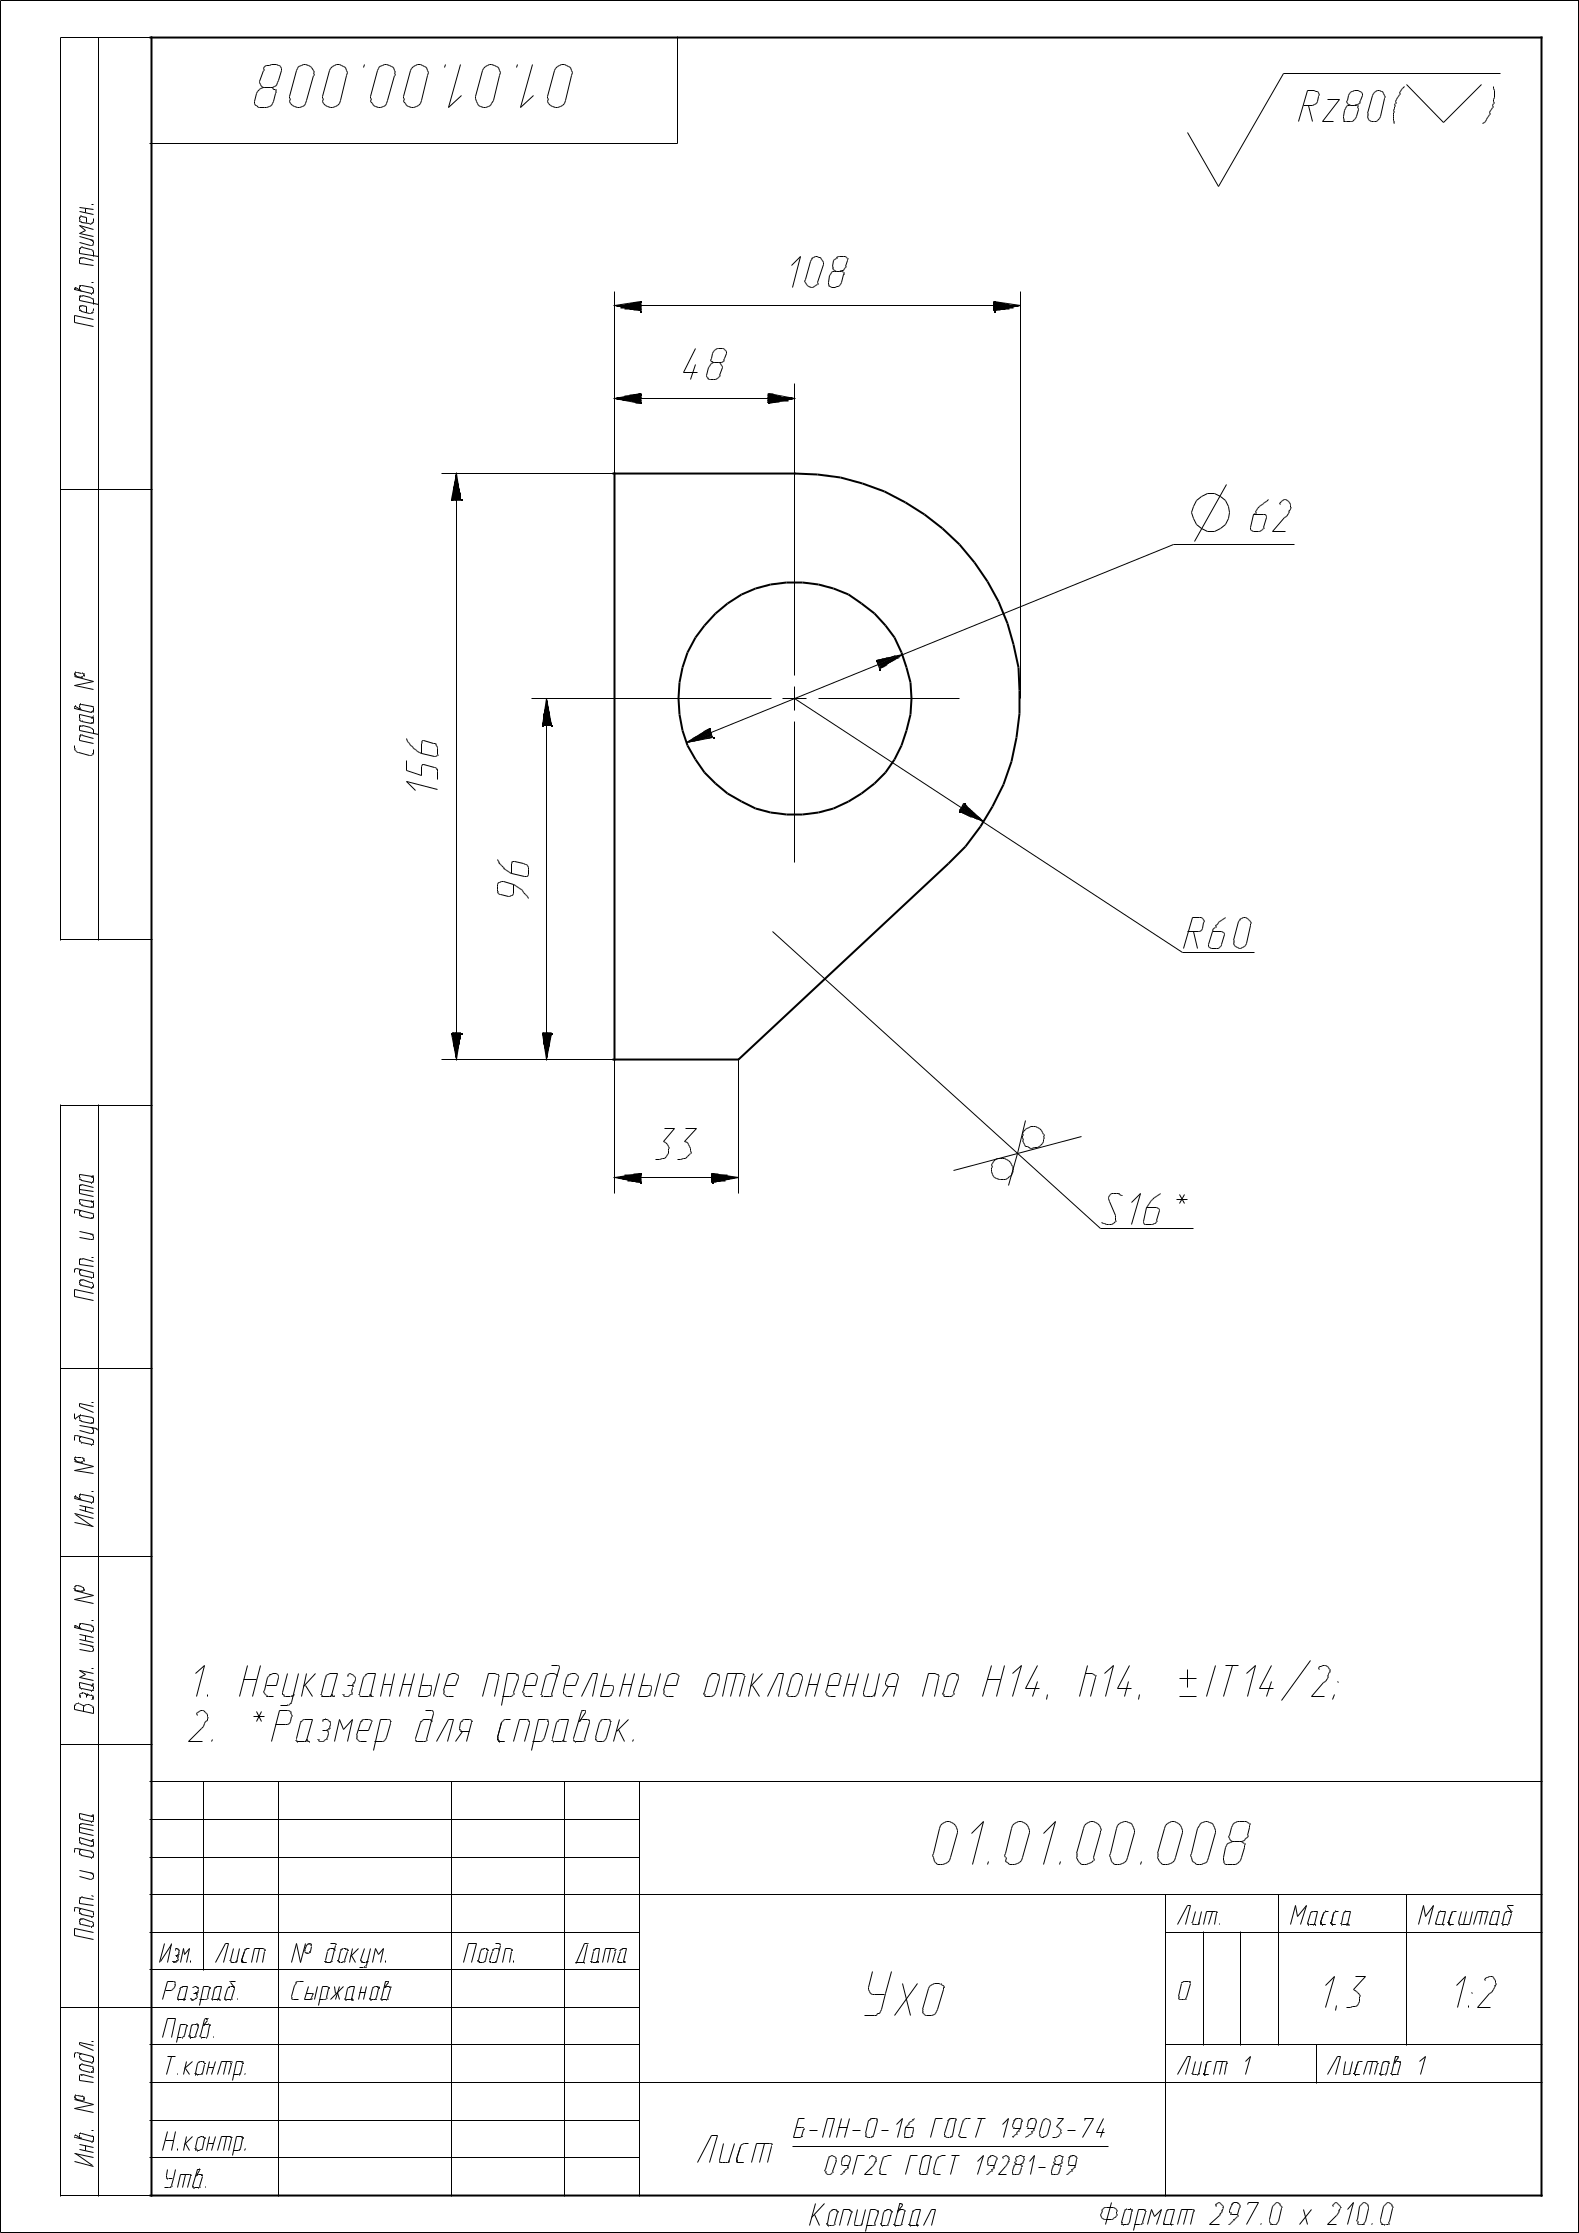 01.01.00.008
Rz80( )
Перв. примен.
Справ №
Подп. и дата
Инв. № дубл.
Взам. инв. №
Подп. и дата
Инв. № подл.
108
48
⌀ 62
156
96
R60
33
S16*
1. Неуказанные предельные отклонения по Н14, h14, ±IT14/2;
2. *Размер для справок.
01.01.00.008
Лит. Масса Масштаб
Изм. Лист № докум. Подп. Дата
Разраб. Сыржанав
Ухо
а 1,3 1:2
Пров.
Т.контр.
Лист 1 Листов 1
Н.контр.
Утв.
Лист Б-ПН-О-16 ГОСТ 19903-74
09Г2С ГОСТ 19281-89
Копировал Формат 297.0 x 210.0